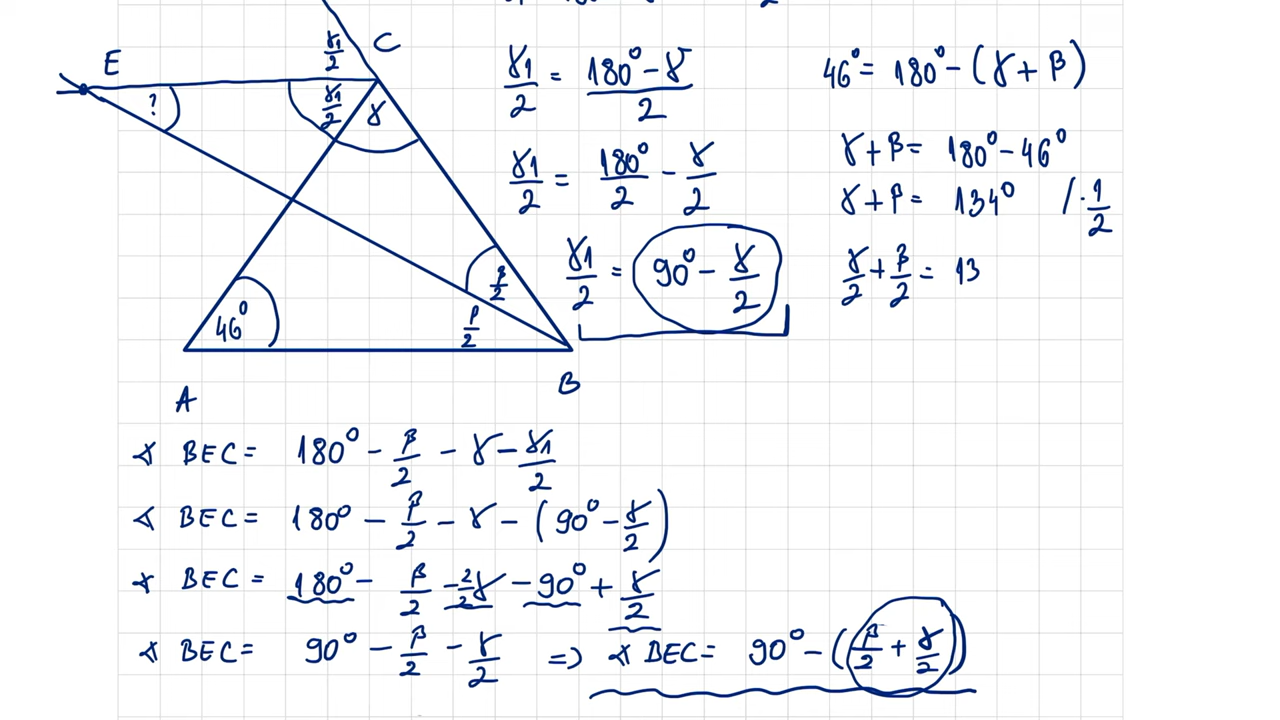 E
C
γ1/2
?
γ1/2
γ
β/2
β/2
46°
A
B
γ1/2 = (180° - γ)/2
γ1/2 = 180°/2 - γ/2
γ1/2 = 90° - γ/2
46° = 180° - (γ + β)
γ + β = 180° - 46°
γ + β = 134° /·1/2
γ/2 + β/2 = 13
∢ BEC = 180° - β/2 - γ - γ1/2
∢ BEC = 180° - β/2 - γ - (90° - γ/2)
∢ BEC = 180° - β/2 - 2/2γ - 90° + γ/2
∢ BEC = 90° - β/2 - γ/2 => ∢ BEC = 90° - (β/2 + γ/2)